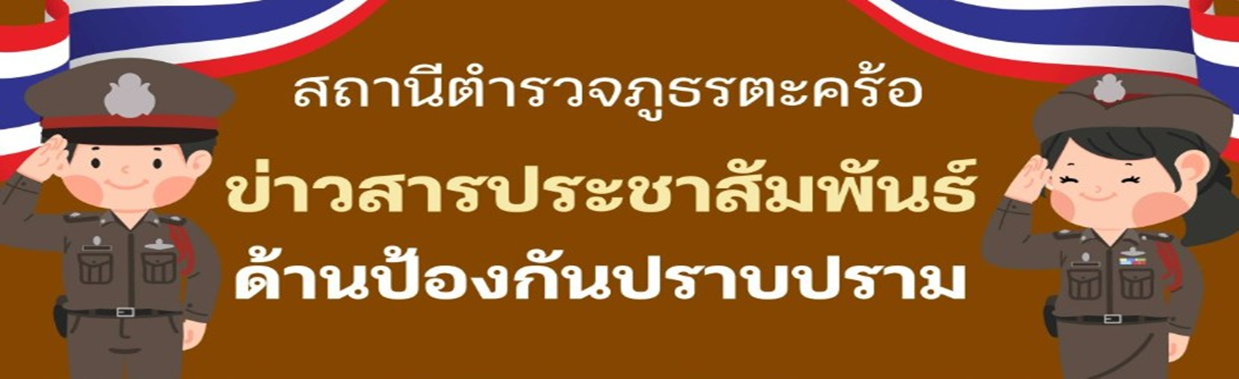 สถานีตำรวจภูธรตะคร้อ
ข่าวสารประชาสัมพันธ์
ด้านป้องกันปราบปราม